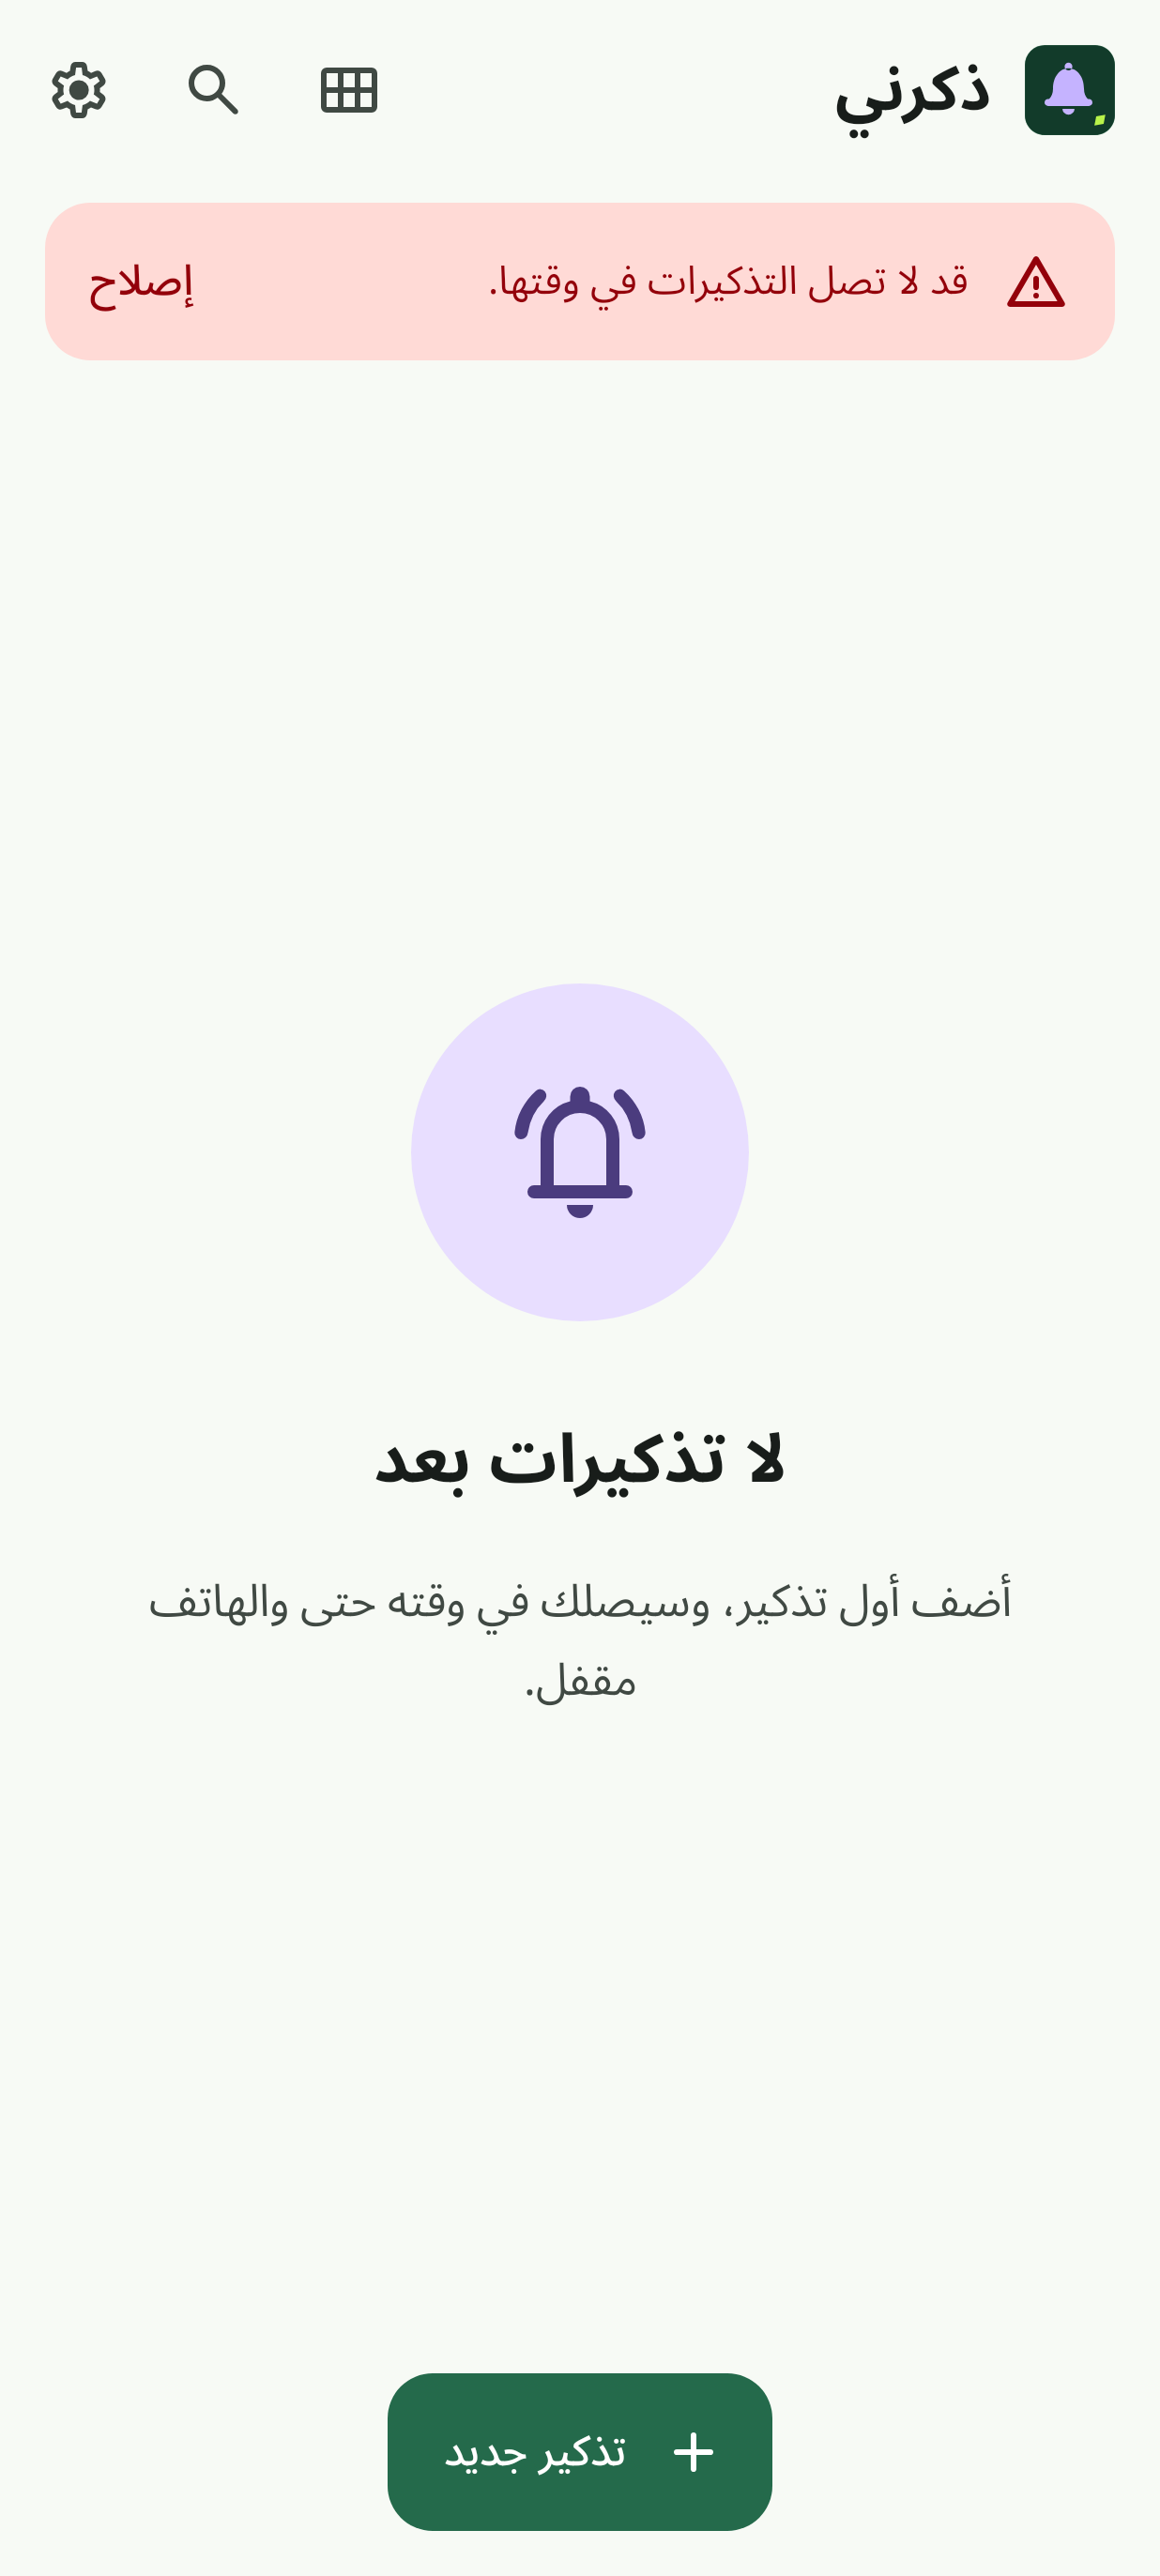 ذكرني
قد لا تصل التذكيرات في وقتها.
إصلاح
لا تذكيرات بعد
أضف أول تذكير، وسيصلك في وقته حتى والهاتف
مقفل.
تذكير جديد